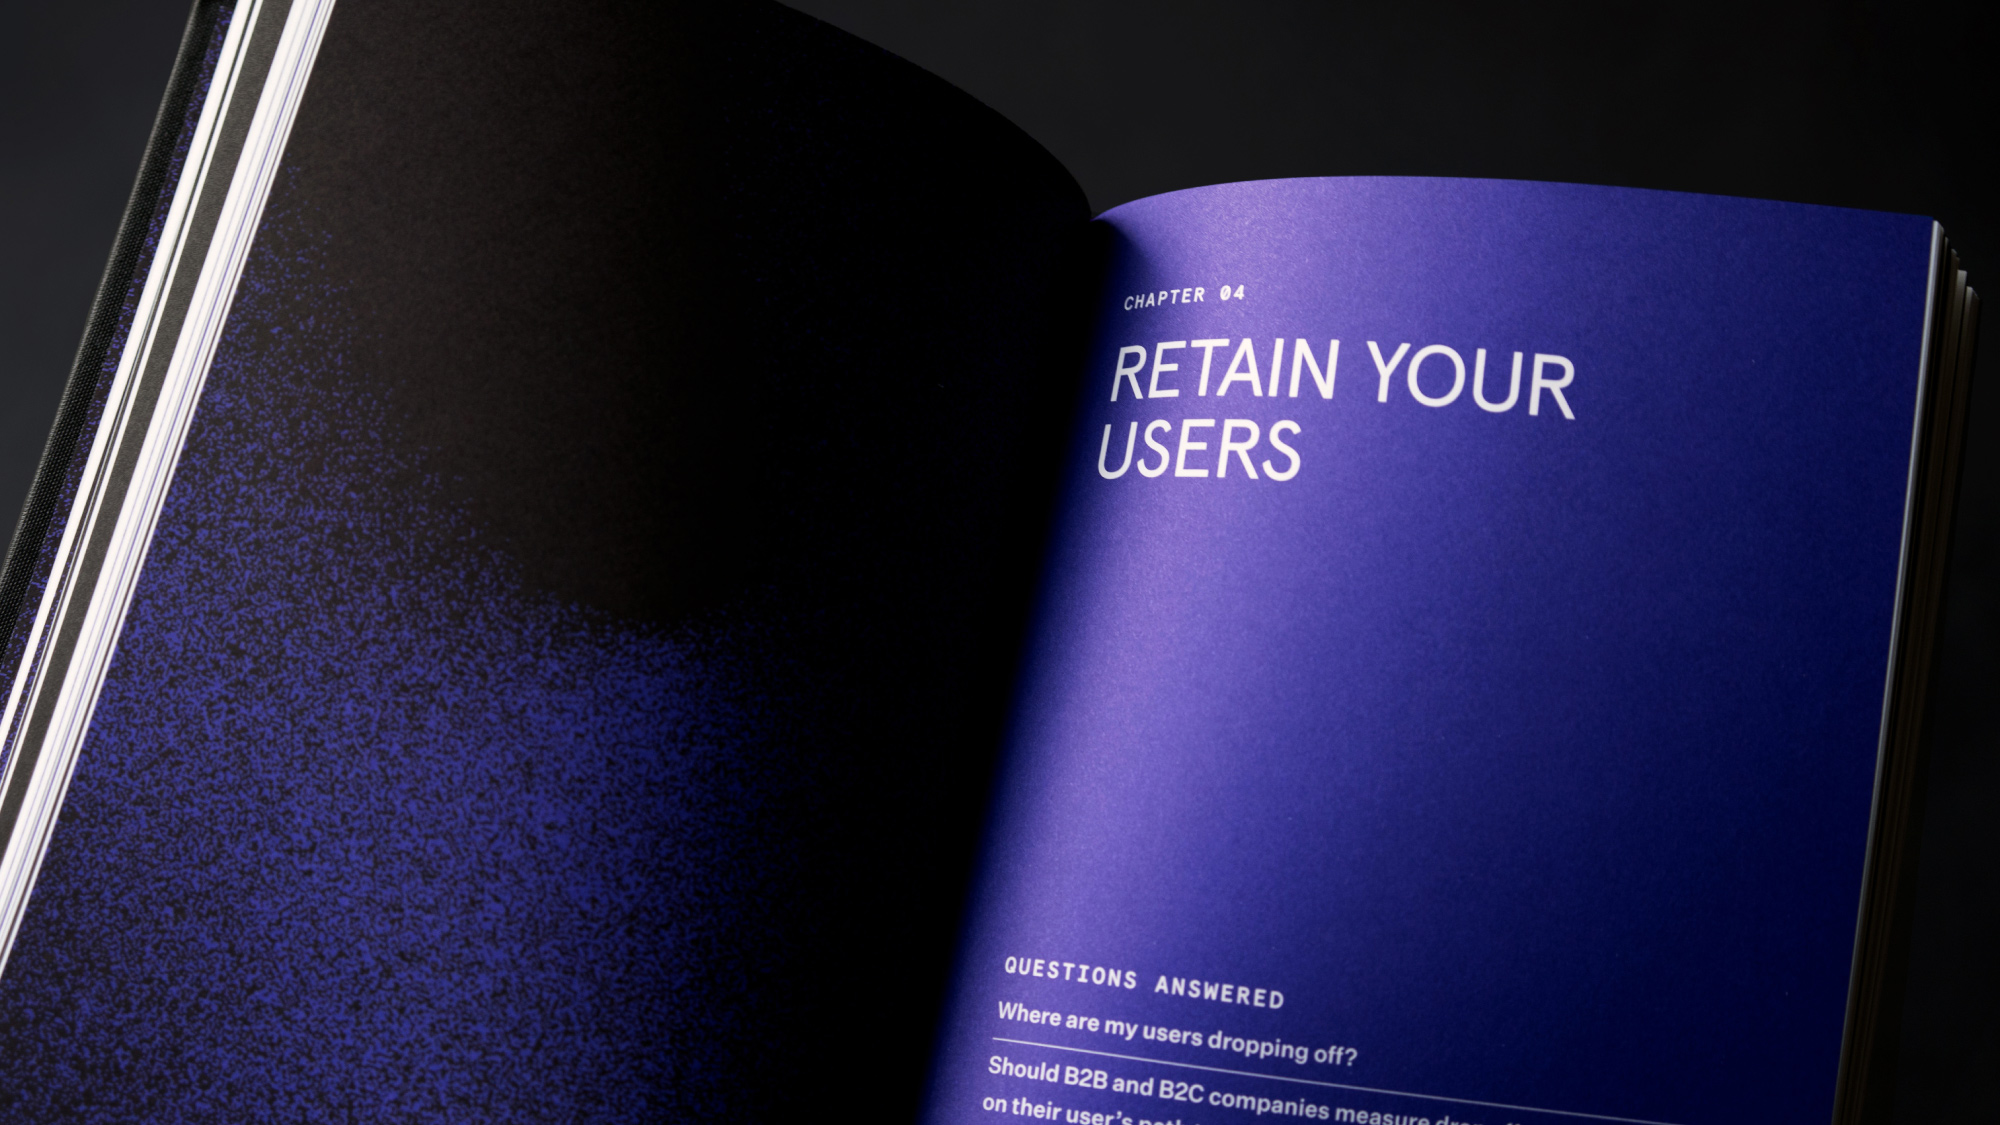 CHAPTER 04
RETAIN YOUR
USERS
QUESTIONS ANSWERED
Where are my users dropping off?
Should B2B and B2C companies measure
on their user's